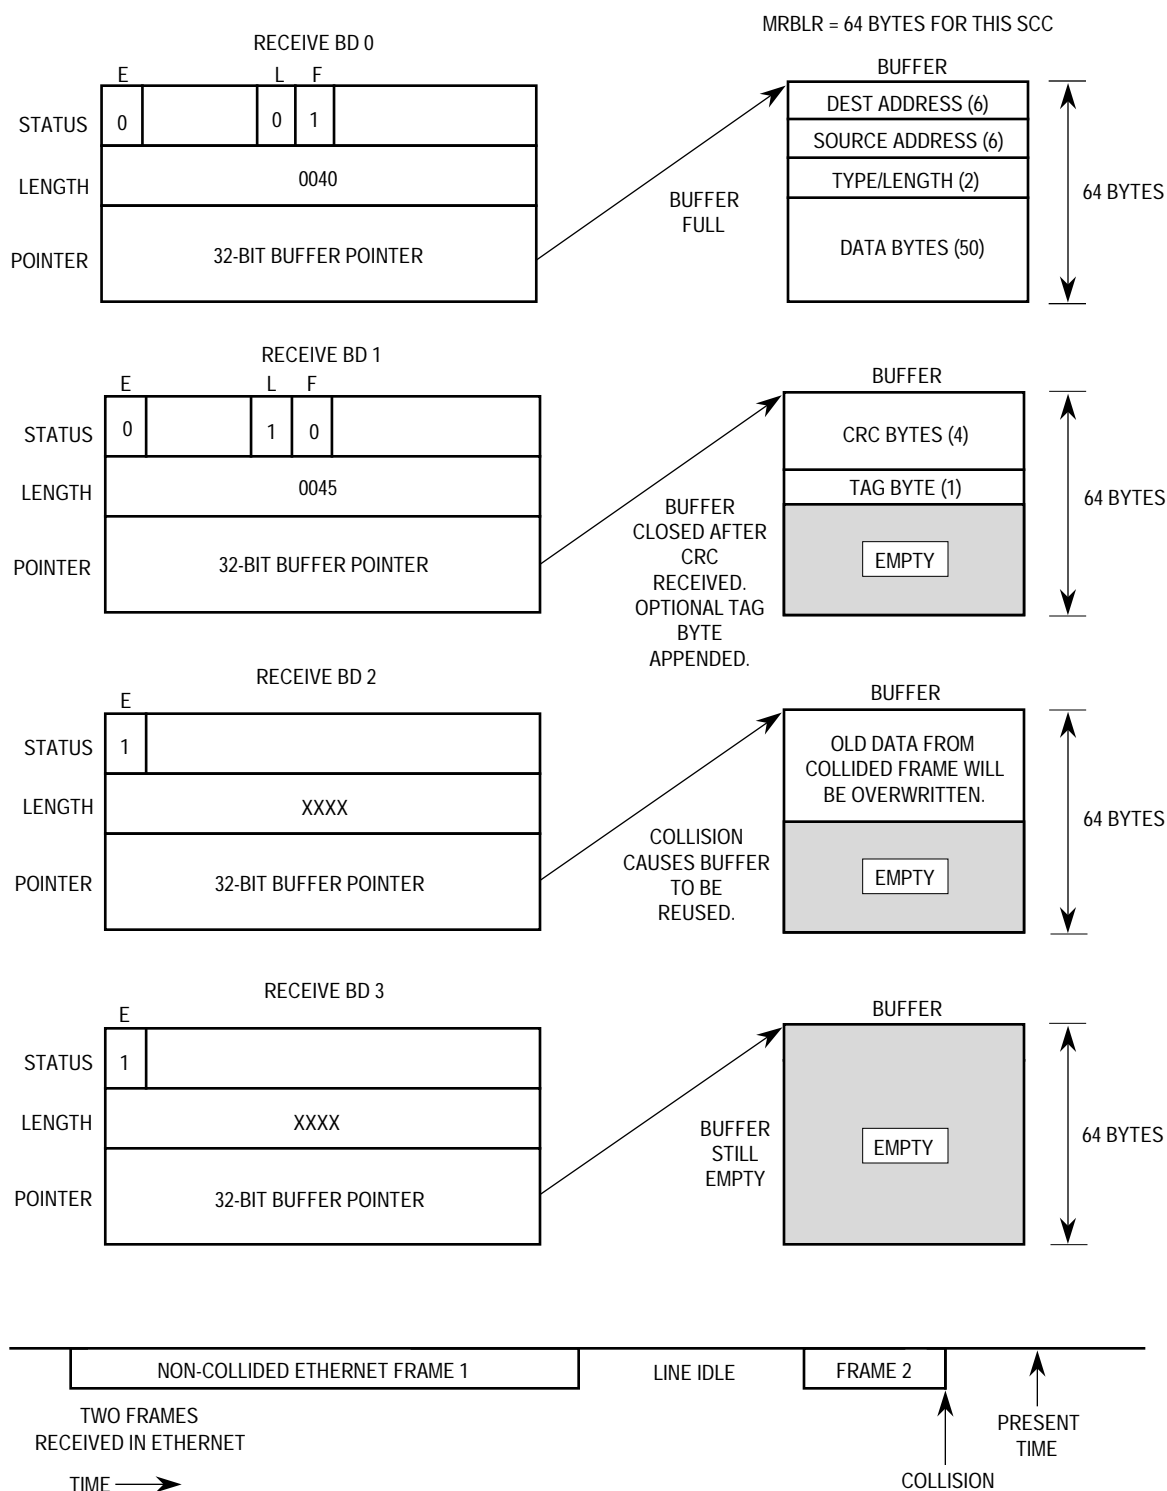 MRBLR = 64 BYTES FOR THIS SCC
RECEIVE BD 0
E L F
STATUS 0 0 1
LENGTH 0040
POINTER 32-BIT BUFFER POINTER
BUFFER
FULL
BUFFER
DEST ADDRESS (6)
SOURCE ADDRESS (6)
TYPE/LENGTH (2)
DATA BYTES (50)
64 BYTES
RECEIVE BD 1
E L F
STATUS 0 1 0
LENGTH 0045
POINTER 32-BIT BUFFER POINTER
BUFFER
CLOSED AFTER
CRC
RECEIVED.
OPTIONAL TAG
BYTE
APPENDED.
BUFFER
CRC BYTES (4)
TAG BYTE (1)
EMPTY
64 BYTES
RECEIVE BD 2
E
STATUS 1
LENGTH XXXX
POINTER 32-BIT BUFFER POINTER
COLLISION
CAUSES BUFFER
TO BE
REUSED.
BUFFER
OLD DATA FROM
COLLIDED FRAME WILL
BE OVERWRITTEN.
EMPTY
64 BYTES
RECEIVE BD 3
E
STATUS 1
LENGTH XXXX
POINTER 32-BIT BUFFER POINTER
BUFFER
STILL
EMPTY
BUFFER
EMPTY
64 BYTES
NON-COLLIDED ETHERNET FRAME 1 LINE IDLE FRAME 2
TWO FRAMES
RECEIVED IN ETHERNET
TIME
COLLISION
PRESENT
TIME